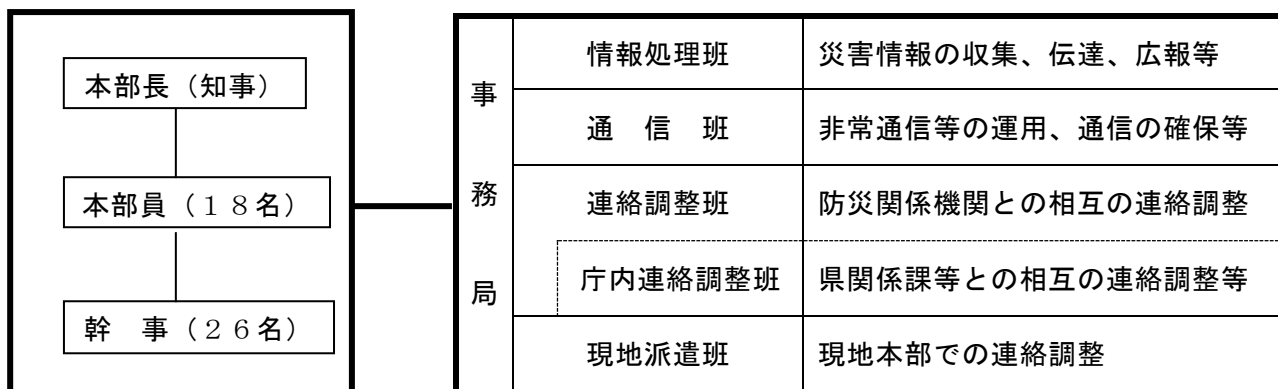 本部長（知事）
本部員（１８名）
幹　事（２６名）
事務局
情報処理班　災害情報の収集、伝達、広報等
通　信　班　非常通信等の運用、通信の確保等
連絡調整班　防災関係機関との相互の連絡調整
庁内連絡調整班　県関係課等との相互の連絡調整等
現地派遣班　現地本部での連絡調整